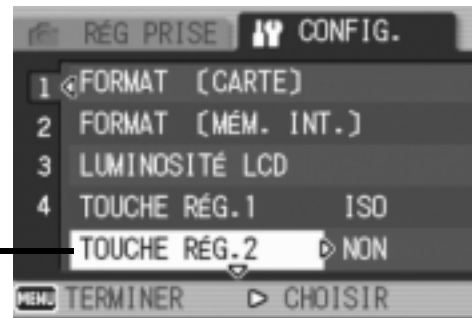 RÉG PRISE CONFIG.
1 FORMAT [CARTE]
2 FORMAT [MÉM. INT.]
3 LUMINOSITÉ LCD
4 TOUCHE RÉG.1 ISO
TOUCHE RÉG.2 NON
MENU TERMINER CHOISIR